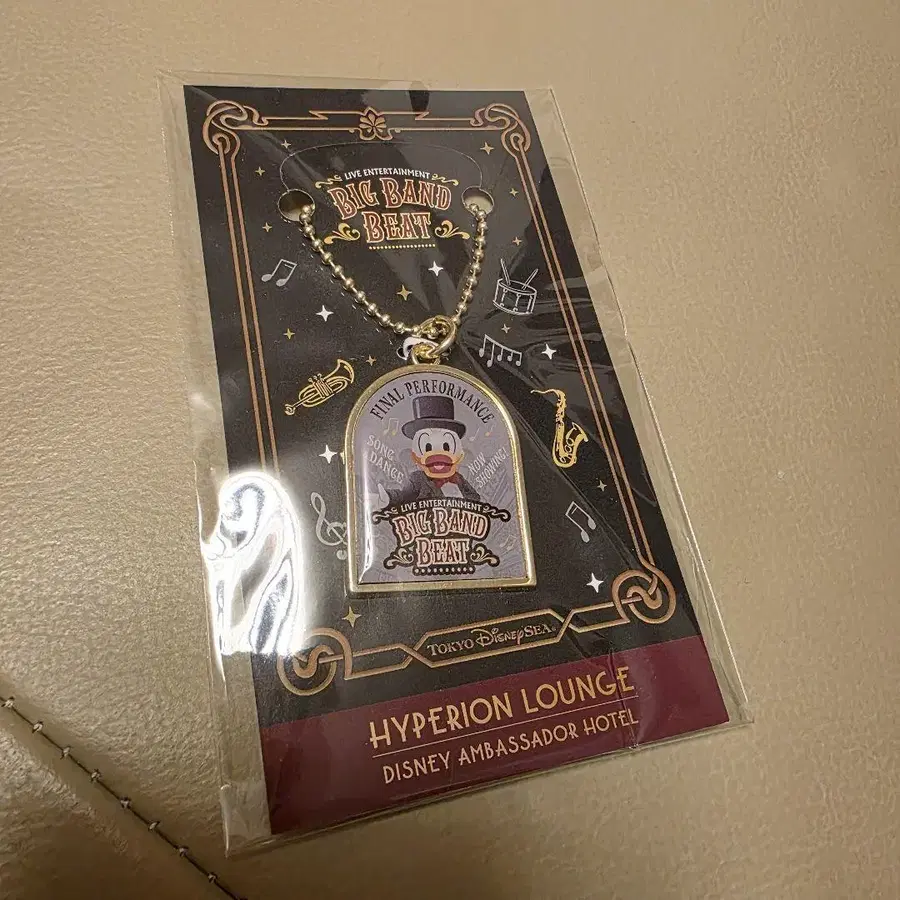 LIVE ENTERTAINMENT
BIG BAND
BEAT
FINAL PERFORMANCE
SONG
DANCE
NOW
SHOWING!
LIVE ENTERTAINMENT
BIG BAND
BEAT
TOKYO DISNEYSEA®
HYPERION LOUNGE
DISNEY AMBASSADOR HOTEL